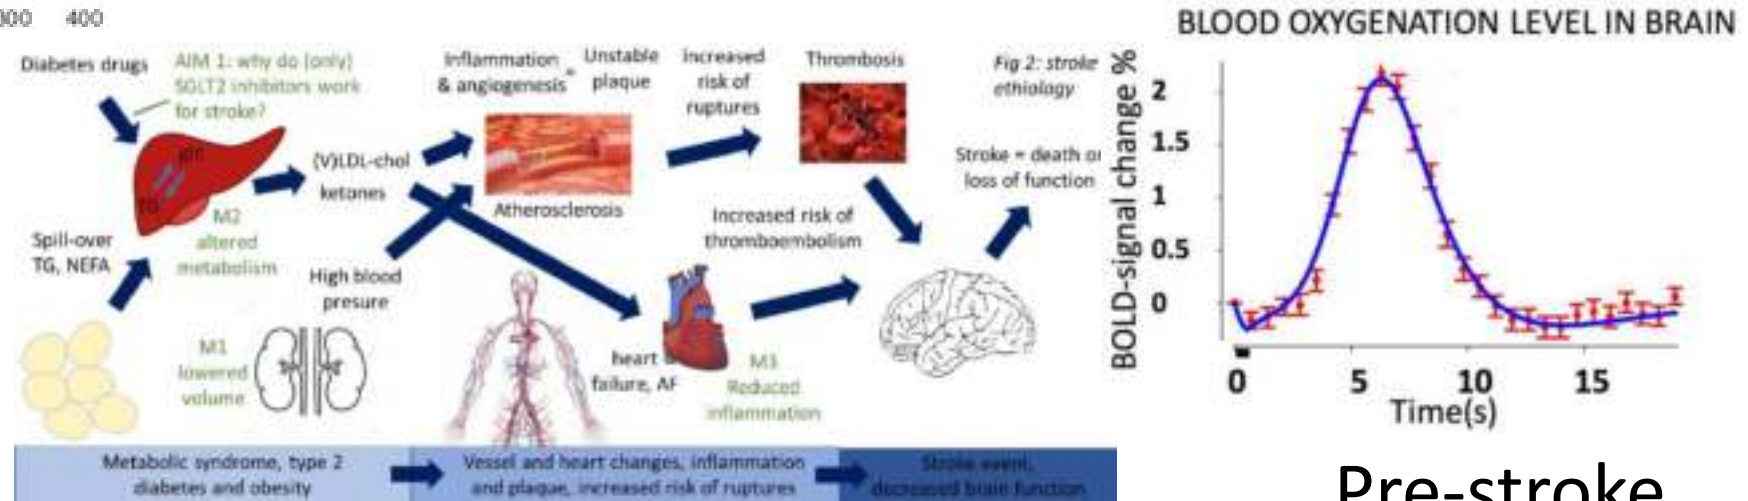 400
Diabetes drugs
AIM 1: why do (only)
SGLT2 inhibitors work
for stroke?
Inflammation
& angiogenesis
Unstable
plaque
Increased
risk of
ruptures
Thrombosis
Fig 2: stroke
ethiology
(V)LDL-chol
ketones
Atherosclerosis
Stroke = death or
loss of function
TG
M2
altered
metabolism
Spill-over
TG, NEFA
Increased risk of
thromboembolism
High blood
presure
M1
lowered
volume
heart
failure, AF
M3
Reduced
inflammation
Metabolic syndrome, type 2
diabetes and obesity
Vessel and heart changes, inflammation
and plaque, increased risk of ruptures
Stroke event,
decreased brain function
BLOOD OXYGENATION LEVEL IN BRAIN
BOLD-signal change %
2
1.5
1
0.5
0
0 5 10 15
Time(s)
Pre-stroke